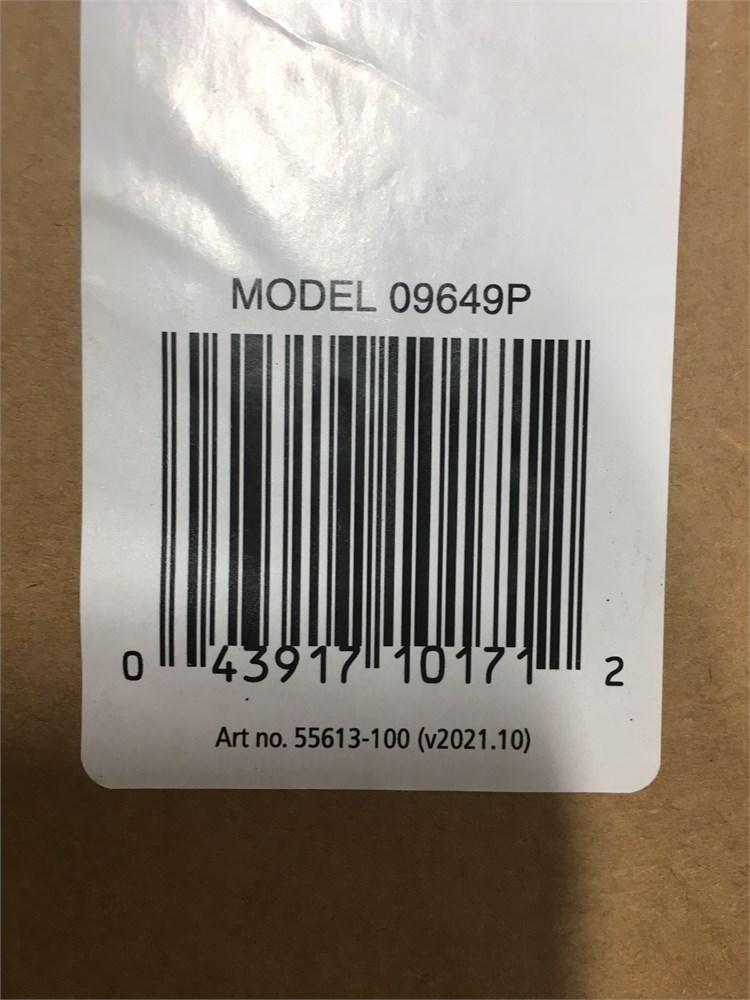 MODEL 09649P
0 43917 10171 2
Art no. 55613-100 (v2021.10)